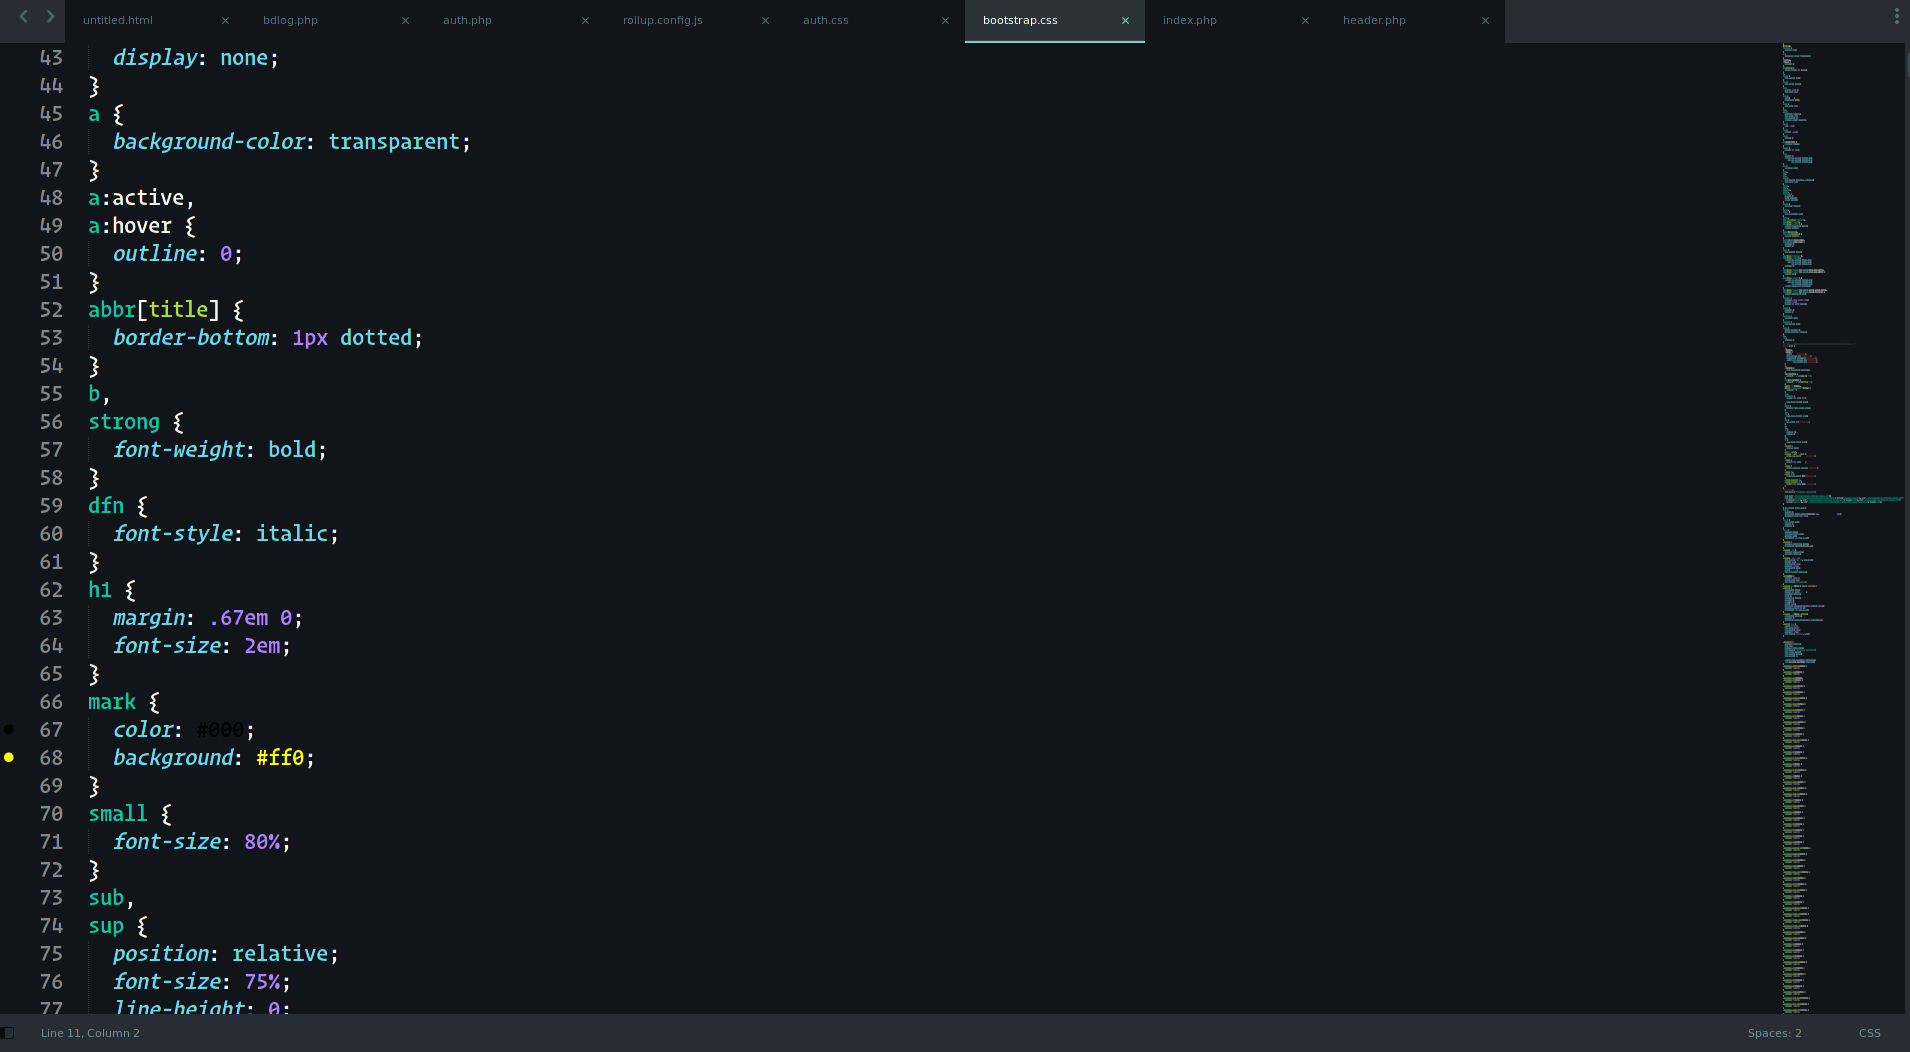 untitled.html × bdlog.php × auth.php × rollup.config.js × auth.css × bootstrap.css × index.php × header.php ×
43   display: none;
44 }
45 a {
46   background-color: transparent;
47 }
48 a:active,
49 a:hover {
50   outline: 0;
51 }
52 abbr[title] {
53   border-bottom: 1px dotted;
54 }
55 b,
56 strong {
57   font-weight: bold;
58 }
59 dfn {
60   font-style: italic;
61 }
62 h1 {
63   margin: .67em 0;
64   font-size: 2em;
65 }
66 mark {
67   color: #000;
68   background: #ff0;
69 }
70 small {
71   font-size: 80%;
72 }
73 sub,
74 sup {
75   position: relative;
76   font-size: 75%;
77   line-height: 0;
Line 11, Column 2 Spaces: 2 CSS